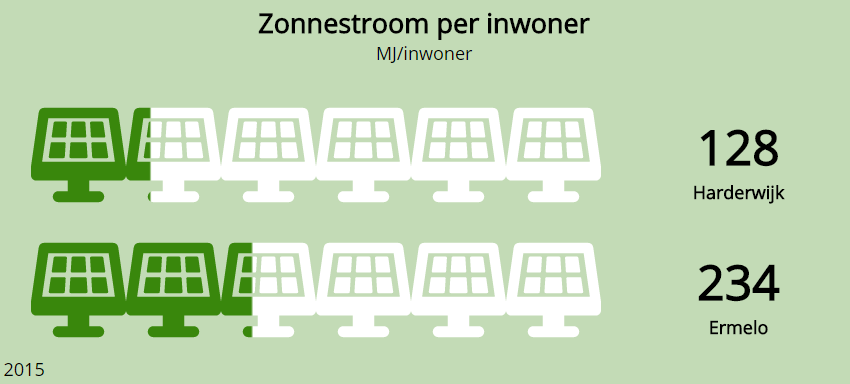 Zonnestroom per inwoner
MJ/inwoner
128
Harderwijk
234
Ermelo
2015